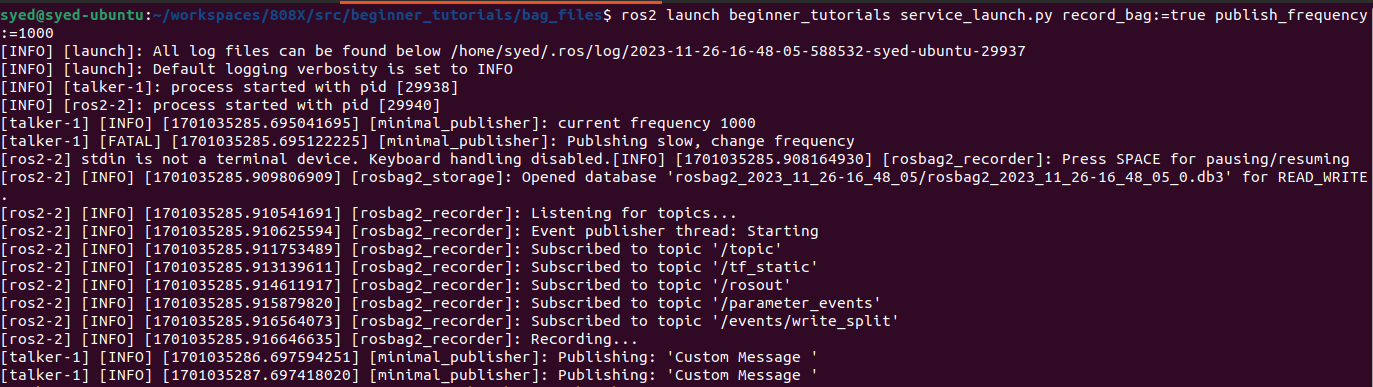 syed@syed-ubuntu:~/workspaces/808X/src/beginner_tutorials/bag_files$ ros2 launch beginner_tutorials service_launch.py record_bag:=true publish_frequency
:=1000
[INFO] [launch]: All log files can be found below /home/syed/.ros/log/2023-11-26-16-48-05-588532-syed-ubuntu-29937
[INFO] [launch]: Default logging verbosity is set to INFO
[INFO] [talker-1]: process started with pid [29938]
[INFO] [ros2-2]: process started with pid [29940]
[talker-1] [INFO] [1701035285.695041695] [minimal_publisher]: current frequency 1000
[talker-1] [FATAL] [1701035285.695122225] [minimal_publisher]: Publshing slow, change frequency
[ros2-2] stdin is not a terminal device. Keyboard handling disabled.[INFO] [1701035285.908164930] [rosbag2_recorder]: Press SPACE for pausing/resuming
[ros2-2] [INFO] [1701035285.909806909] [rosbag2_storage]: Opened database 'rosbag2_2023_11_26-16_48_05/rosbag2_2023_11_26-16_48_05_0.db3' for READ_WRITE
.
[ros2-2] [INFO] [1701035285.910541691] [rosbag2_recorder]: Listening for topics...
[ros2-2] [INFO] [1701035285.910625594] [rosbag2_recorder]: Event publisher thread: Starting
[ros2-2] [INFO] [1701035285.911753489] [rosbag2_recorder]: Subscribed to topic '/topic'
[ros2-2] [INFO] [1701035285.913139611] [rosbag2_recorder]: Subscribed to topic '/tf_static'
[ros2-2] [INFO] [1701035285.914611917] [rosbag2_recorder]: Subscribed to topic '/rosout'
[ros2-2] [INFO] [1701035285.915879820] [rosbag2_recorder]: Subscribed to topic '/parameter_events'
[ros2-2] [INFO] [1701035285.916564073] [rosbag2_recorder]: Subscribed to topic '/events/write_split'
[ros2-2] [INFO] [1701035285.916646635] [rosbag2_recorder]: Recording...
[talker-1] [INFO] [1701035286.697594251] [minimal_publisher]: Publishing: 'Custom Message '
[talker-1] [INFO] [1701035287.697418020] [minimal_publisher]: Publishing: 'Custom Message '